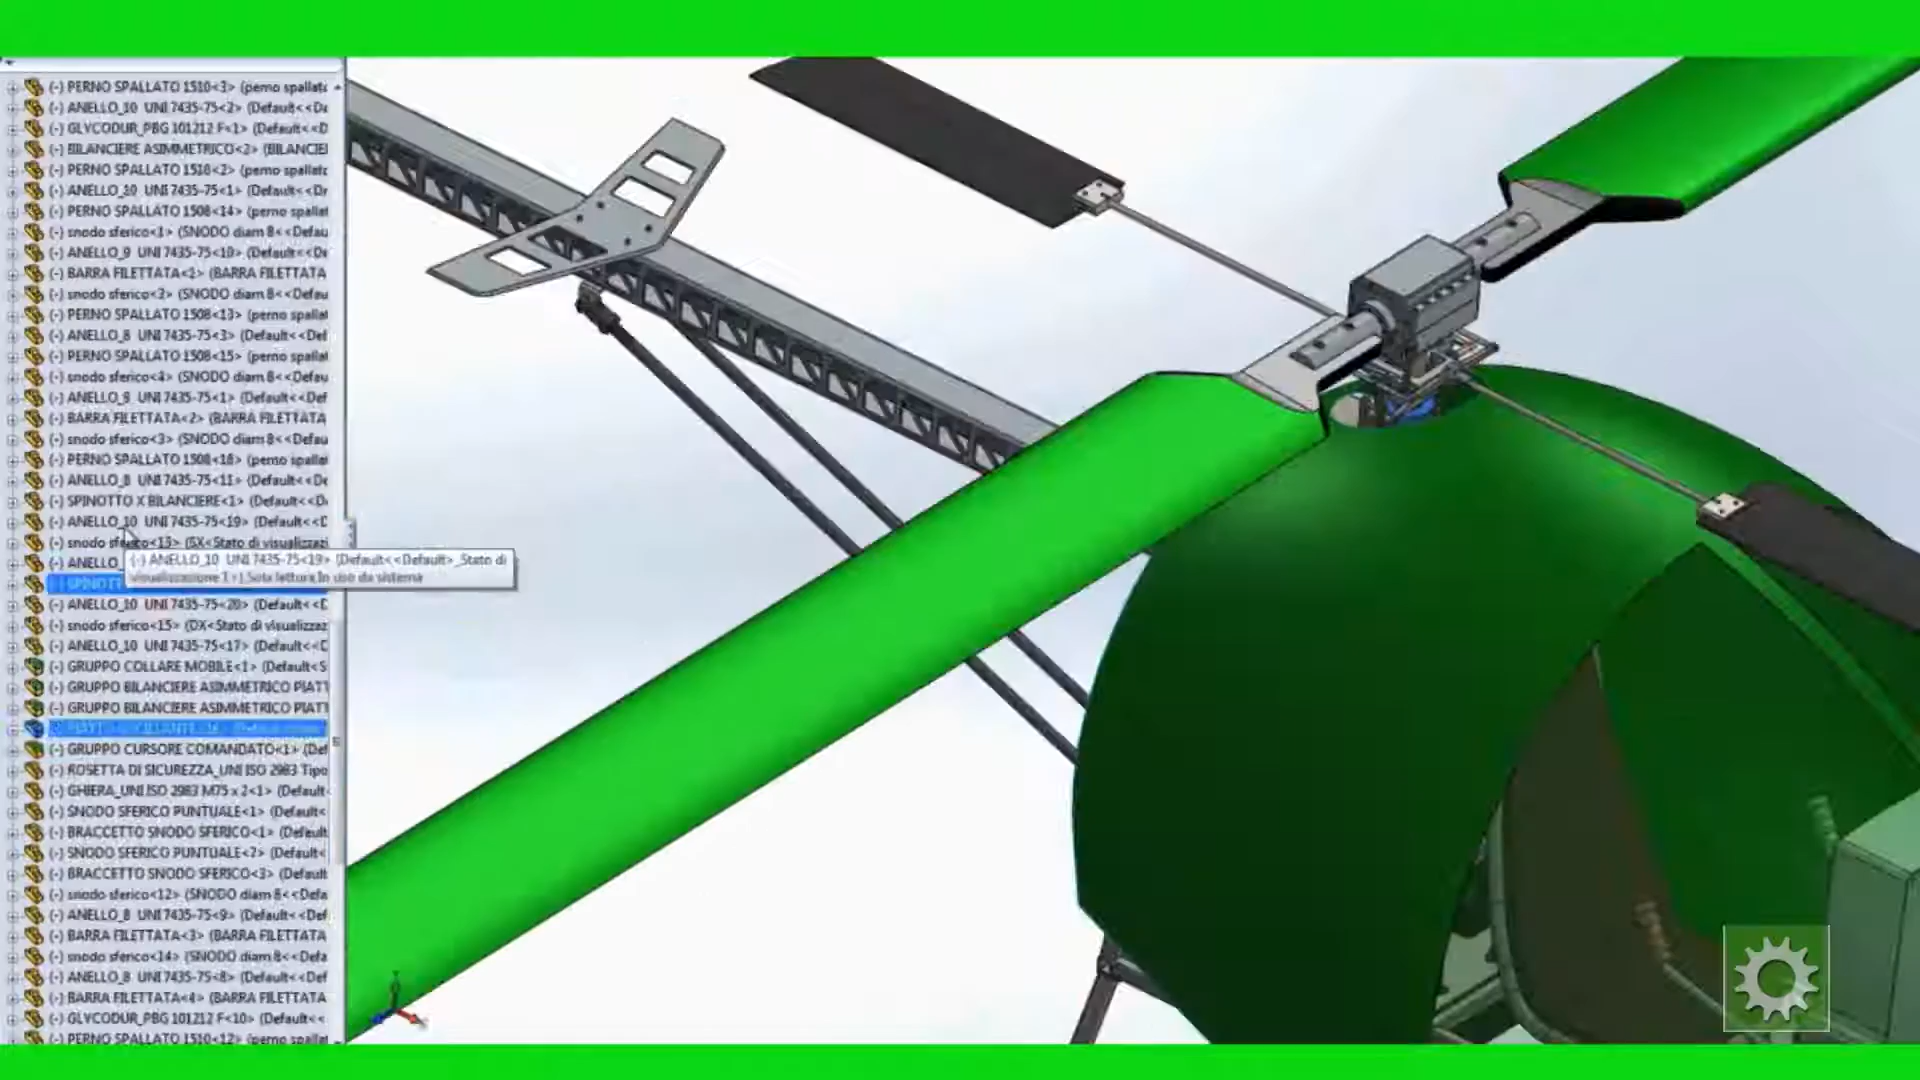 (-) PERNO SPALLATO 1510<3> (perno spallato
(-) ANELLO_10 UNI 7435-75<2> (Default<<De
(-) GLYCODUR_PBG 101212 F<1> (Default<<D
(-) BILANCIERE ASIMMETRICO<2> (BILANCIEI
(-) PERNO SPALLATO 1510<2> (perno spallato
(-) ANELLO_10 UNI 7435-75<1> (Default<<De
(-) PERNO SPALLATO 1508<14> (perno spallat
(-) snodo sferico<1> (SNODO diam 8<<Defau
(-) ANELLO_9 UNI 7435-75<10> (Default<<De
(-) BARRA FILETTATA<1> (BARRA FILETTATA
(-) snodo sferico<2> (SNODO diam 8<<Defau
(-) PERNO SPALLATO 1508<13> (perno spallat
(-) ANELLO_8 UNI 7435-75<3> (Default<<Def
(-) PERNO SPALLATO 1508<15> (perno spallat
(-) snodo sferico<4> (SNODO diam 8<<Defau
(-) ANELLO_8 UNI 7435-75<1> (Default<<Def
(-) BARRA FILETTATA<2> (BARRA FILETTATA
(-) snodo sferico<3> (SNODO diam 8<<Defau
(-) PERNO SPALLATO 1508<16> (perno spallat
(-) ANELLO_8 UNI 7435-75<11> (Default<<De
(-) SPINOTTO X BILANCIERE<1> (Default<<D
(-) ANELLO_10 UNI 7435-75<19> (Default<<D
(-) snodo sferico<13> (SX<Stato di visualizzazi
(-) ANELLO_
(-) ANELLO_10 UNI 7435-75<19> (Default<<Default>_Stato di
visualizzazione 1>) Sola lettura,In uso da sistema
(-) SPINOTT
(-) ANELLO_10 UNI 7435-75<20> (Default<<D
(-) snodo sferico<15> (DX<Stato di visualizzaz
(-) ANELLO_10 UNI 7435-75<17> (Default<<D
(-) GRUPPO COLLARE MOBILE<1> (Default<S
(-) GRUPPO BILANCIERE ASIMMETRICO PIATT
(-) GRUPPO BILANCIERE ASIMMETRICO PIATT
(-) GRUPPO CURSORE COMANDATO<1> (Def
(-) ROSETTA DI SICUREZZA_UNI ISO 2983 Tipo
(-) GHIERA_UNI ISO 2983 M75 x 2<1> (Default
(-) SNODO SFERICO PUNTUALE<1> (Default<
(-) BRACCETTO SNODO SFERICO<1> (Default
(-) SNODO SFERICO PUNTUALE<2> (Default<
(-) BRACCETTO SNODO SFERICO<3> (Default
(-) snodo sferico<12> (SNODO diam 8<<Defa
(-) ANELLO_8 UNI 7435-75<9> (Default<<Def
(-) BARRA FILETTATA<3> (BARRA FILETTATA
(-) snodo sferico<14> (SNODO diam 8<<Defa
(-) ANELLO_8 UNI 7435-75<8> (Default<<Def
(-) BARRA FILETTATA<4> (BARRA FILETTATA
(-) GLYCODUR_PBG 101212 F<10> (Default<<
(-) PERNO SPALLATO 1510<12> (perno spallat